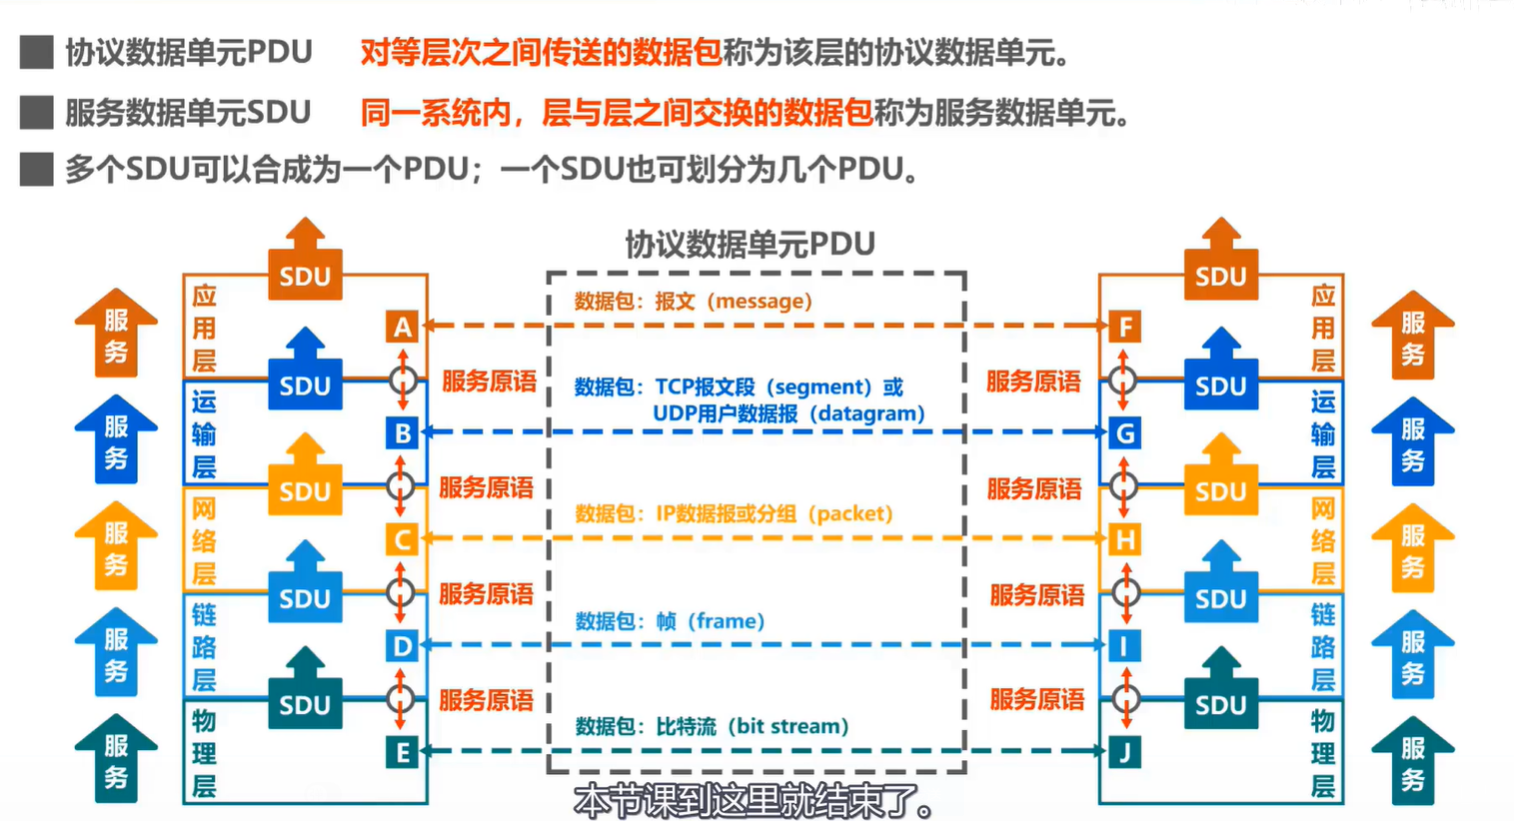 协议数据单元PDU 对等层次之间传送的数据包称为该层的协议数据单元。
服务数据单元SDU 同一系统内，层与层之间交换的数据包称为服务数据单元。
多个SDU可以合成为一个PDU；一个SDU也可划分为几个PDU。
协议数据单元PDU
SDU
SDU
服务
应用层
数据包：报文（message）
应用层
服务
A
F
服务原语
服务原语
SDU
数据包：TCP报文段（segment）或
UDP用户数据报（datagram）
SDU
服务
运输层
B
G
运输层
服务
服务原语
服务原语
SDU
数据包：IP数据报或分组（packet）
SDU
服务
网络层
C
H
网络层
服务
服务原语
服务原语
SDU
数据包：帧（frame）
SDU
服务
链路层
D
I
链路层
服务
服务原语
服务原语
SDU
数据包：比特流（bit stream）
SDU
服务
物理层
E
J
物理层
服务
本节课到这里就结束了。